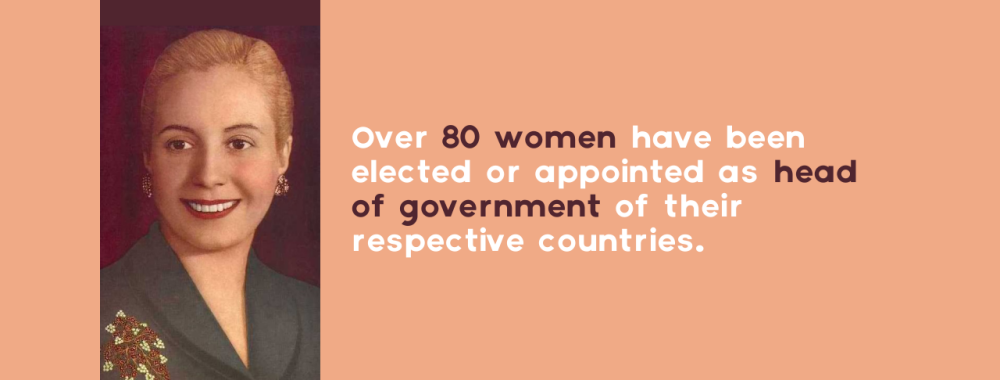 Over 80 women have been
elected or appointed as head
of government of their
respective countries.